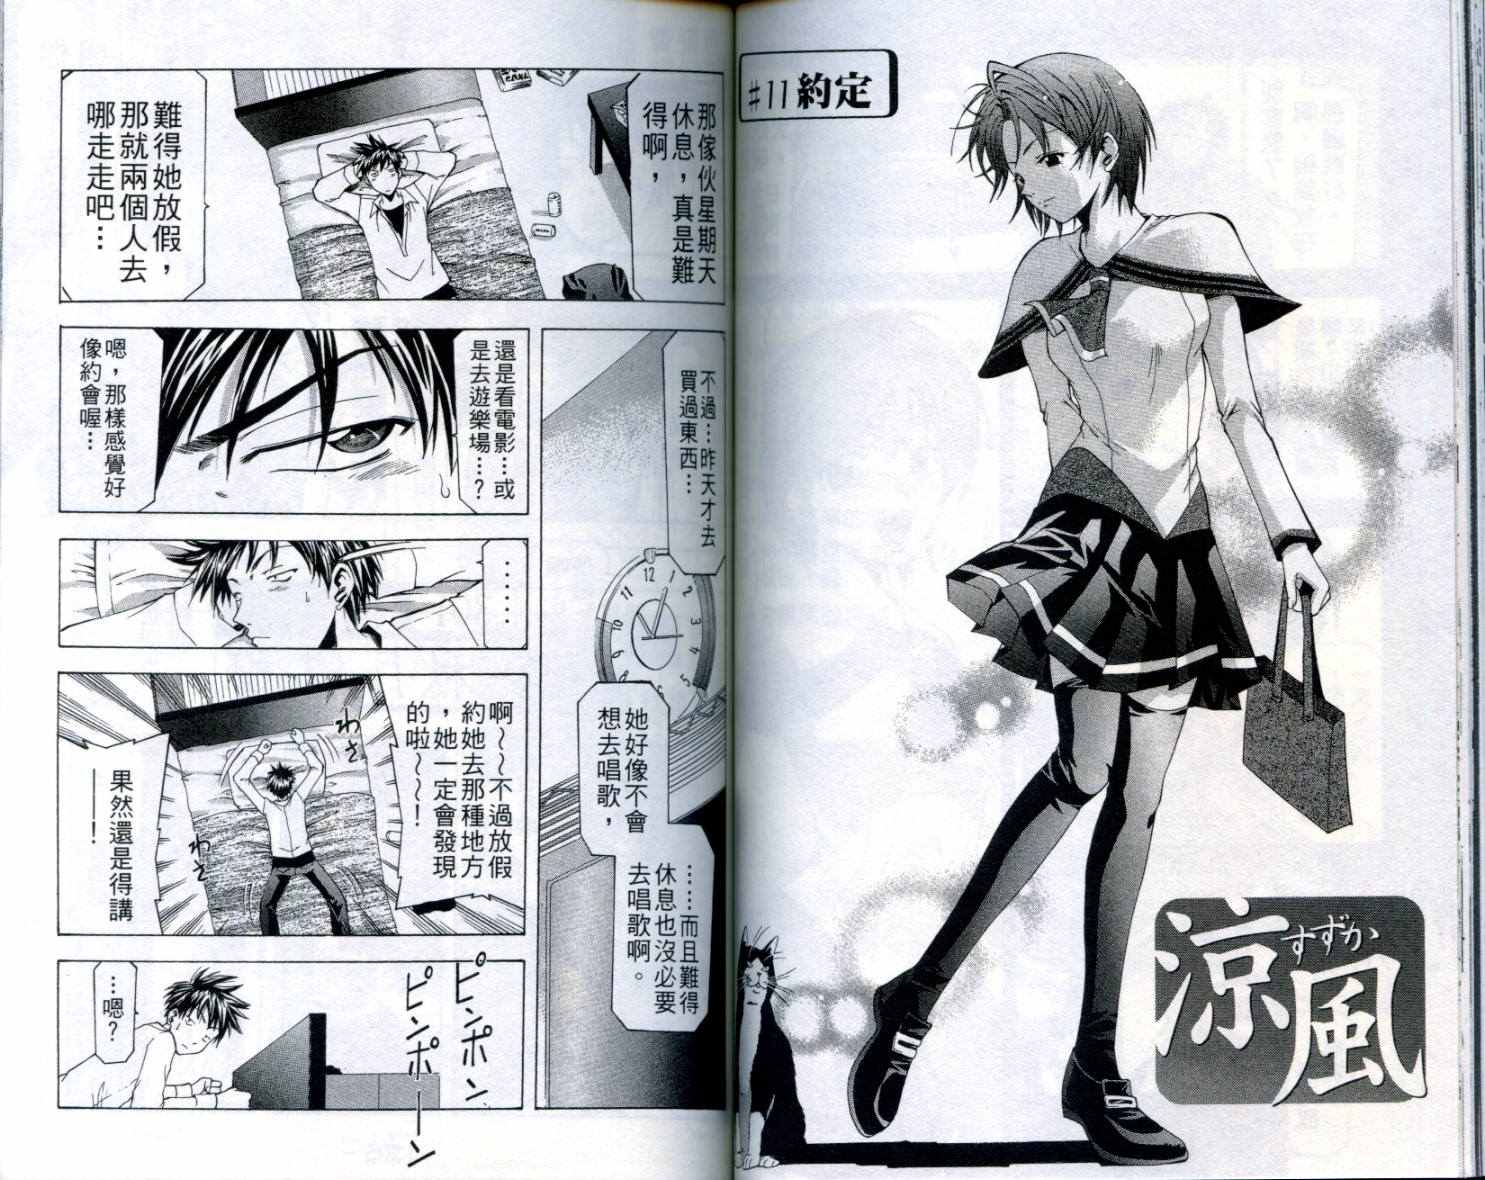 #11約定
すずか
涼風
那傢伙星期天
休息，真是難
得啊，
難得她放假，
那就兩個人去
哪走走吧…
不過…昨天才去
買過東西…
她好像不會
想去唱歌，
……而且難得
休息也沒必要
去唱歌啊。
還是看電影…或
是去遊樂場…？
嗯，那樣感覺好
像約會喔…
……
啊～～不過放假
約她去那種地方
，她一定會發現
的啦～～！
わさ
わさ
果然還是得講
──！
ピンポン
ピンポーン
…嗯？